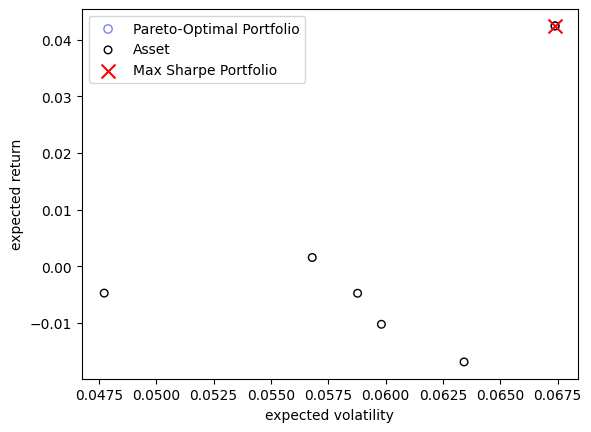 Pareto-Optimal Portfolio
Asset
Max Sharpe Portfolio
0.04
0.03
0.02
0.01
0.00
−0.01
expected return
0.0475 0.0500 0.0525 0.0550 0.0575 0.0600 0.0625 0.0650 0.0675
expected volatility